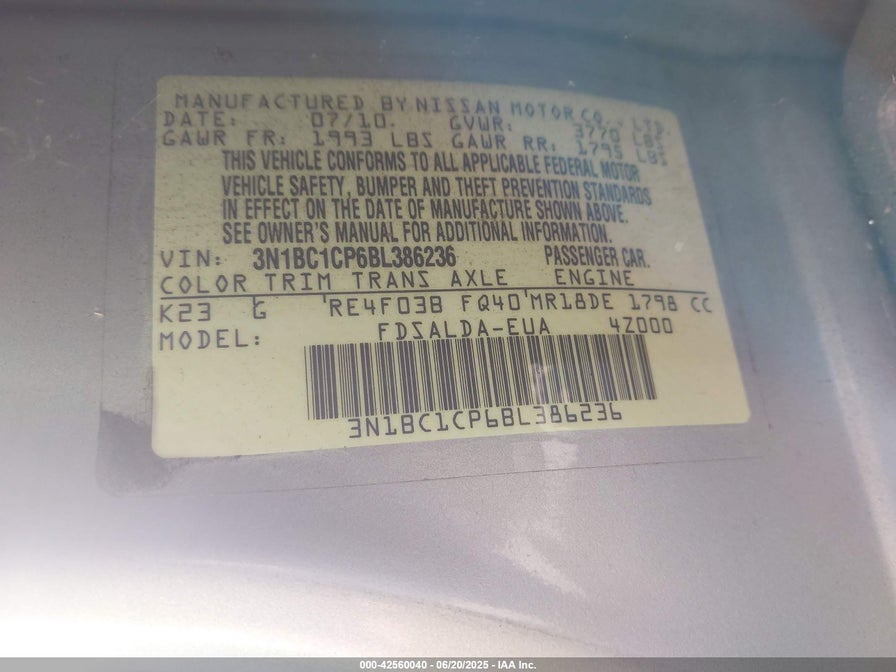 MANUFACTURED BY NISSAN MOTOR CO., LTD.
DATE: 07/10 GVWR: 3770 LBS
GAWR FR: 1993 LBS GAWR RR: 1795 LBS
THIS VEHICLE CONFORMS TO ALL APPLICABLE FEDERAL MOTOR
VEHICLE SAFETY, BUMPER AND THEFT PREVENTION STANDARDS
IN EFFECT ON THE DATE OF MANUFACTURE SHOWN ABOVE.
SEE OWNER'S MANUAL FOR ADDITIONAL INFORMATION.
VIN: 3N1BC1CP6BL386236 PASSENGER CAR.
COLOR TRIM TRANS AXLE ENGINE
K23 G RE4F03B FQ40 MR18DE 1798 CC
MODEL: FDSALDA-EUA 4Z000
3N1BC1CP6BL386236
000-42560040 | 06/20/2025 - IAA Inc.